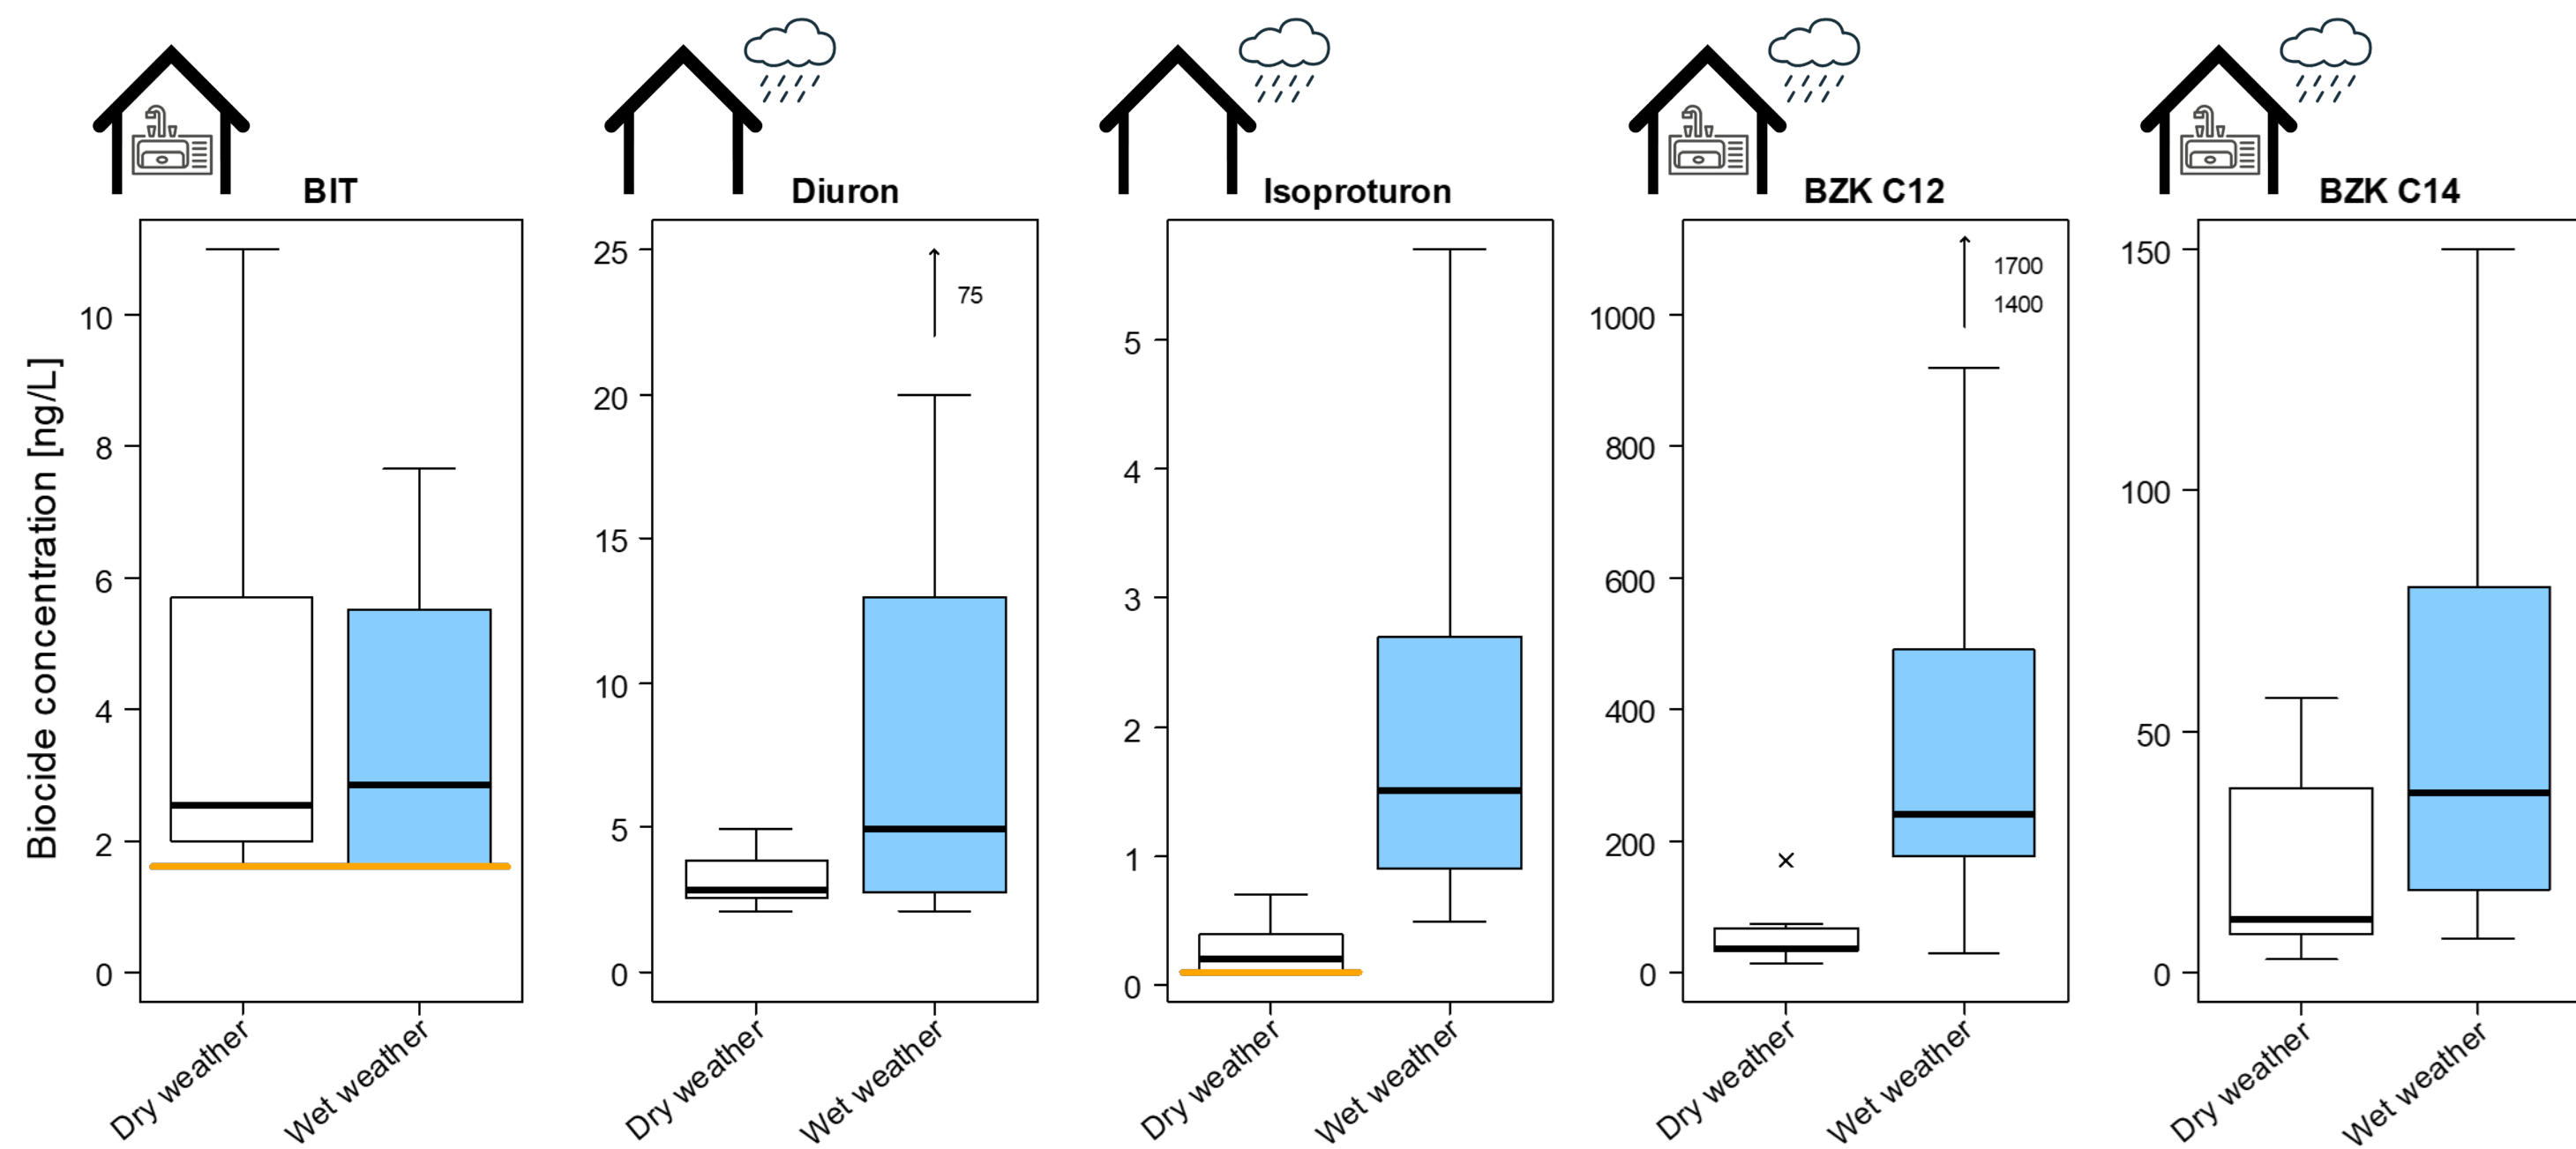 BIT
Diuron
Isoproturon
BZK C12
BZK C14
Biocide concentration [ng/L]
10
8
6
4
2
0
Dry weather
Wet weather
25
20
15
10
5
0
75
Dry weather
Wet weather
5
4
3
2
1
0
Dry weather
Wet weather
1000
800
600
400
200
0
1700
1400
Dry weather
Wet weather
150
100
50
0
Dry weather
Wet weather